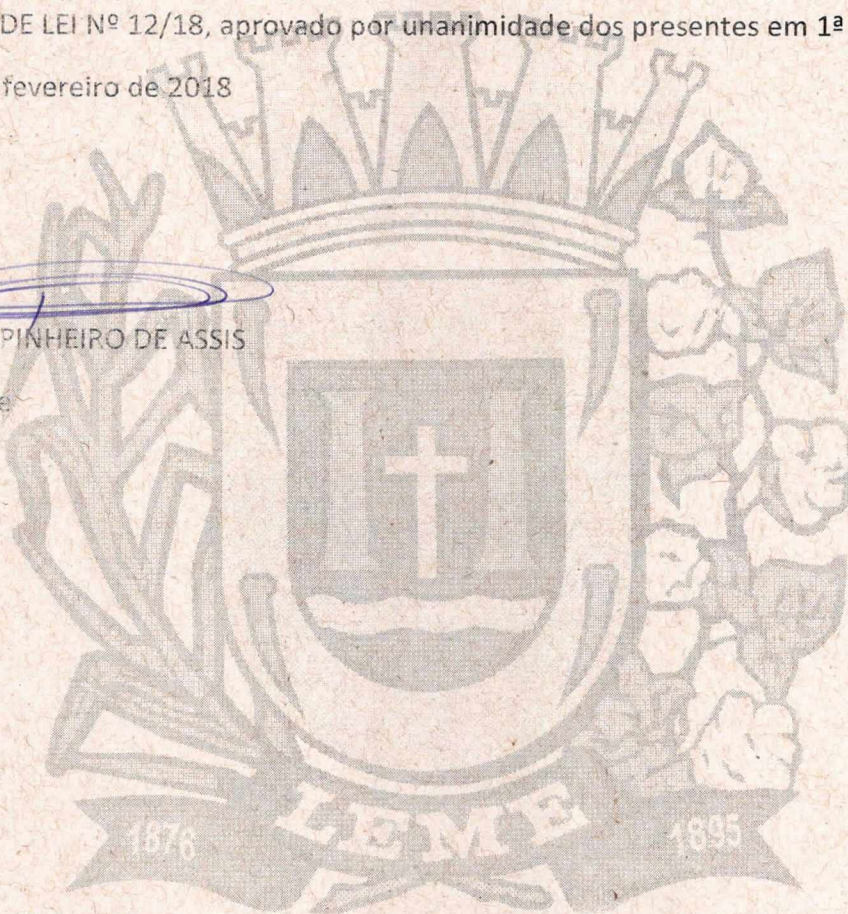 DE LEI Nº 12/18, aprovado por unanimidade dos presentes em 1ª
fevereiro de 2018
PINHEIRO DE ASSIS
e
1876
LEME
1895